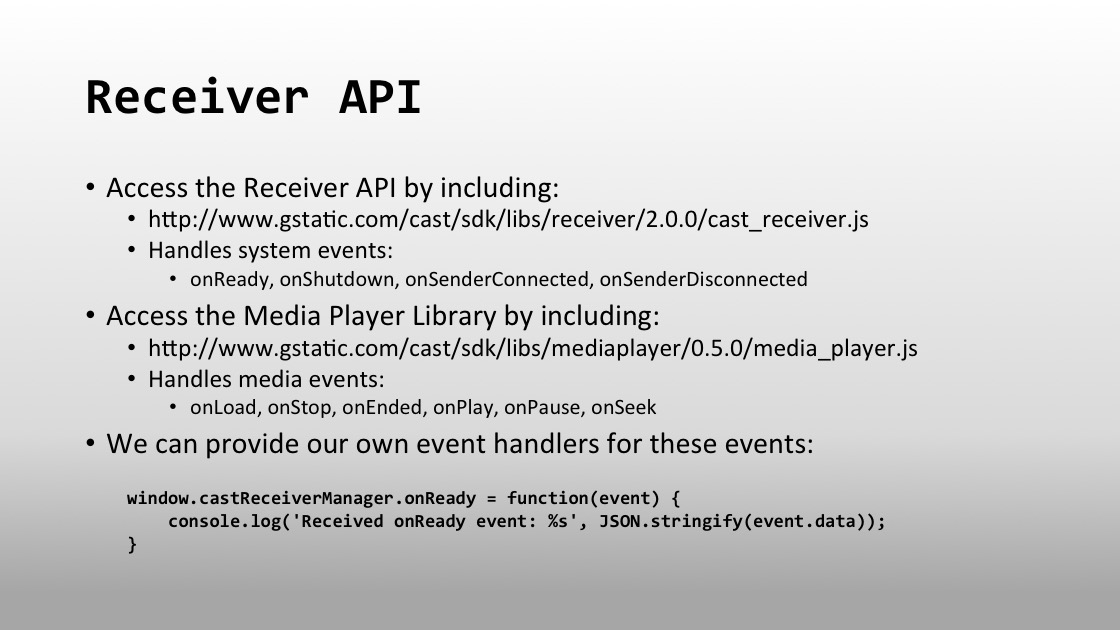 Receiver API
• Access the Receiver API by including:
• http://www.gstatic.com/cast/sdk/libs/receiver/2.0.0/cast_receiver.js
• Handles system events:
• onReady, onShutdown, onSenderConnected, onSenderDisconnected
• Access the Media Player Library by including:
• http://www.gstatic.com/cast/sdk/libs/mediaplayer/0.5.0/media_player.js
• Handles media events:
• onLoad, onStop, onEnded, onPlay, onPause, onSeek
• We can provide our own event handlers for these events:
window.castReceiverManager.onReady = function(event) {
    console.log('Received onReady event: %s', JSON.stringify(event.data));
}